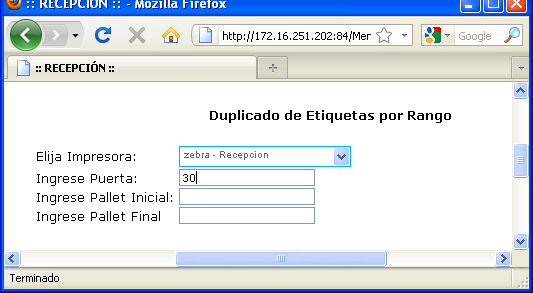 :: RECEPCIÓN :: - Mozilla Firefox
http://172.16.251.202:84/Mer
Google
:: RECEPCIÓN ::
Duplicado de Etiquetas por Rango
Elija Impresora: zebra - Recepcion
Ingrese Puerta: 30
Ingrese Pallet Inicial:
Ingrese Pallet Final
Terminado